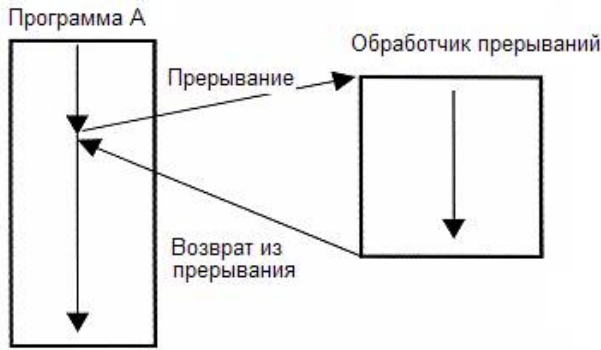 Программа А
Обработчик прерываний
Прерывание
Возврат из
прерывания